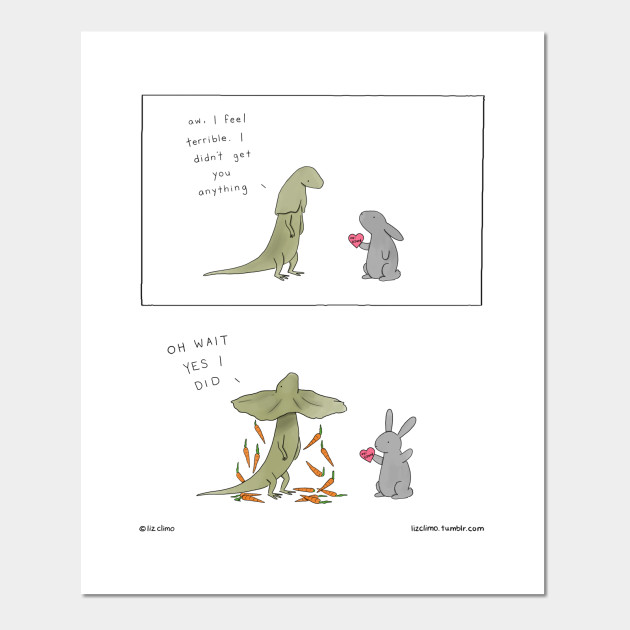 aw, I feel
terrible. I
didn't get
you
anything
OH WAIT
YES I
DID
© liz climo
lizclimo.tumblr.com